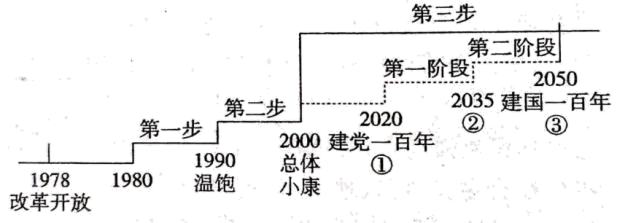 第三步
第二阶段
第一阶段
第二步
第一步
1978
改革开放
1980
1990
温饱
2000
总体
小康
2020
建党一百年
①
2035
②
2050
建国一百年
③